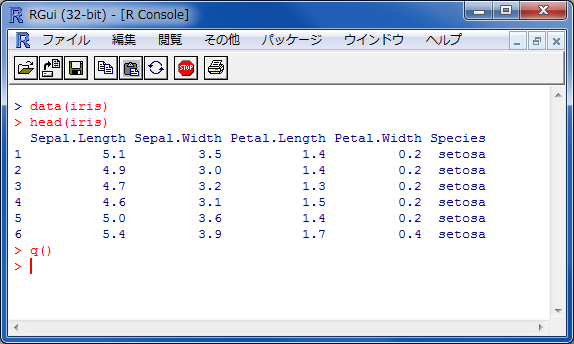 RGui (32-bit) - [R Console]
ファイル 編集 閲覧 その他 パッケージ ウインドウ ヘルプ
STOP
> data(iris)
> head(iris)
  Sepal.Length Sepal.Width Petal.Length Petal.Width Species
1          5.1         3.5          1.4         0.2  setosa
2          4.9         3.0          1.4         0.2  setosa
3          4.7         3.2          1.3         0.2  setosa
4          4.6         3.1          1.5         0.2  setosa
5          5.0         3.6          1.4         0.2  setosa
6          5.4         3.9          1.7         0.4  setosa
> q()
>